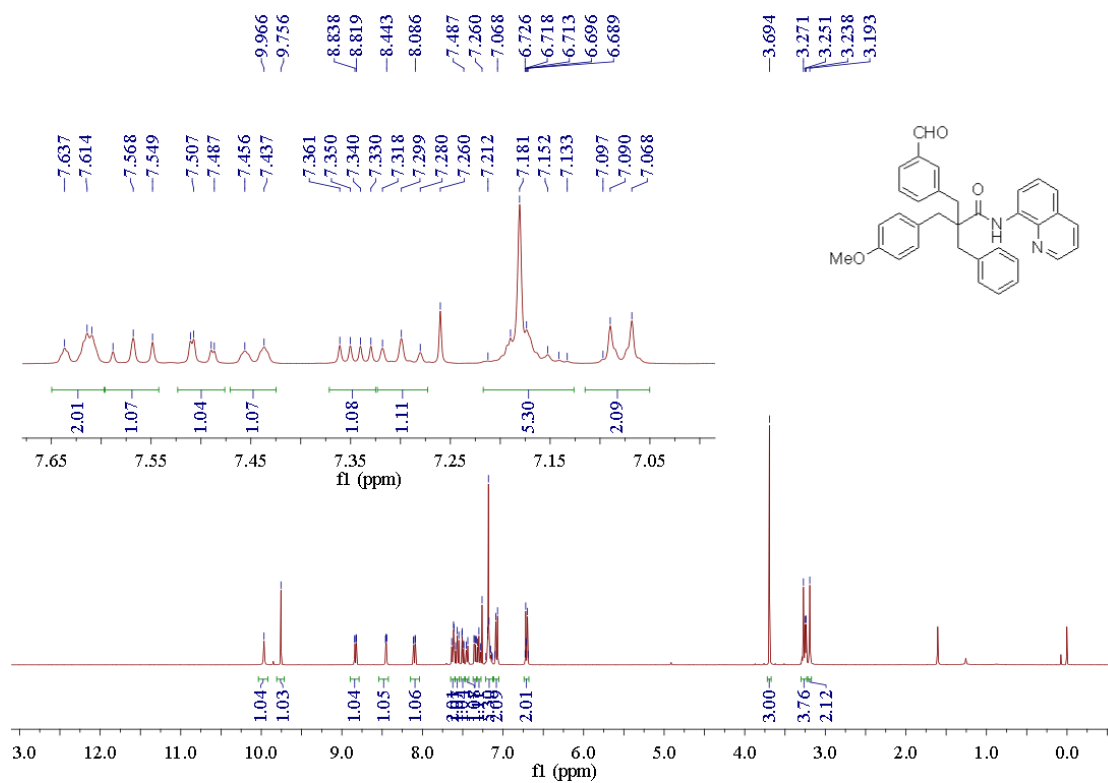 9.966 9.756 8.838 8.819 8.443 8.086 7.487 7.260 7.068 6.726 6.718 6.713 6.696 6.689 3.694 3.271 3.251 3.238 3.193
7.637 7.614 7.568 7.549 7.507 7.487 7.456 7.437 7.361 7.350 7.340 7.330 7.318 7.299 7.280 7.260 7.212 7.181 7.152 7.133 7.097 7.090 7.068
CHO
O
N
H
N
MeO
2.01 1.07 1.04 1.07 1.08 1.11 5.30 2.09
7.65 7.55 7.45 7.35 7.25 7.15 7.05
f1 (ppm)
1.04 1.03 1.04 1.05 1.06 2.09 2.01 3.00 3.76 2.12
3.0 12.0 11.0 10.0 9.0 8.0 7.0 6.0 5.0 4.0 3.0 2.0 1.0 0.0
f1 (ppm)